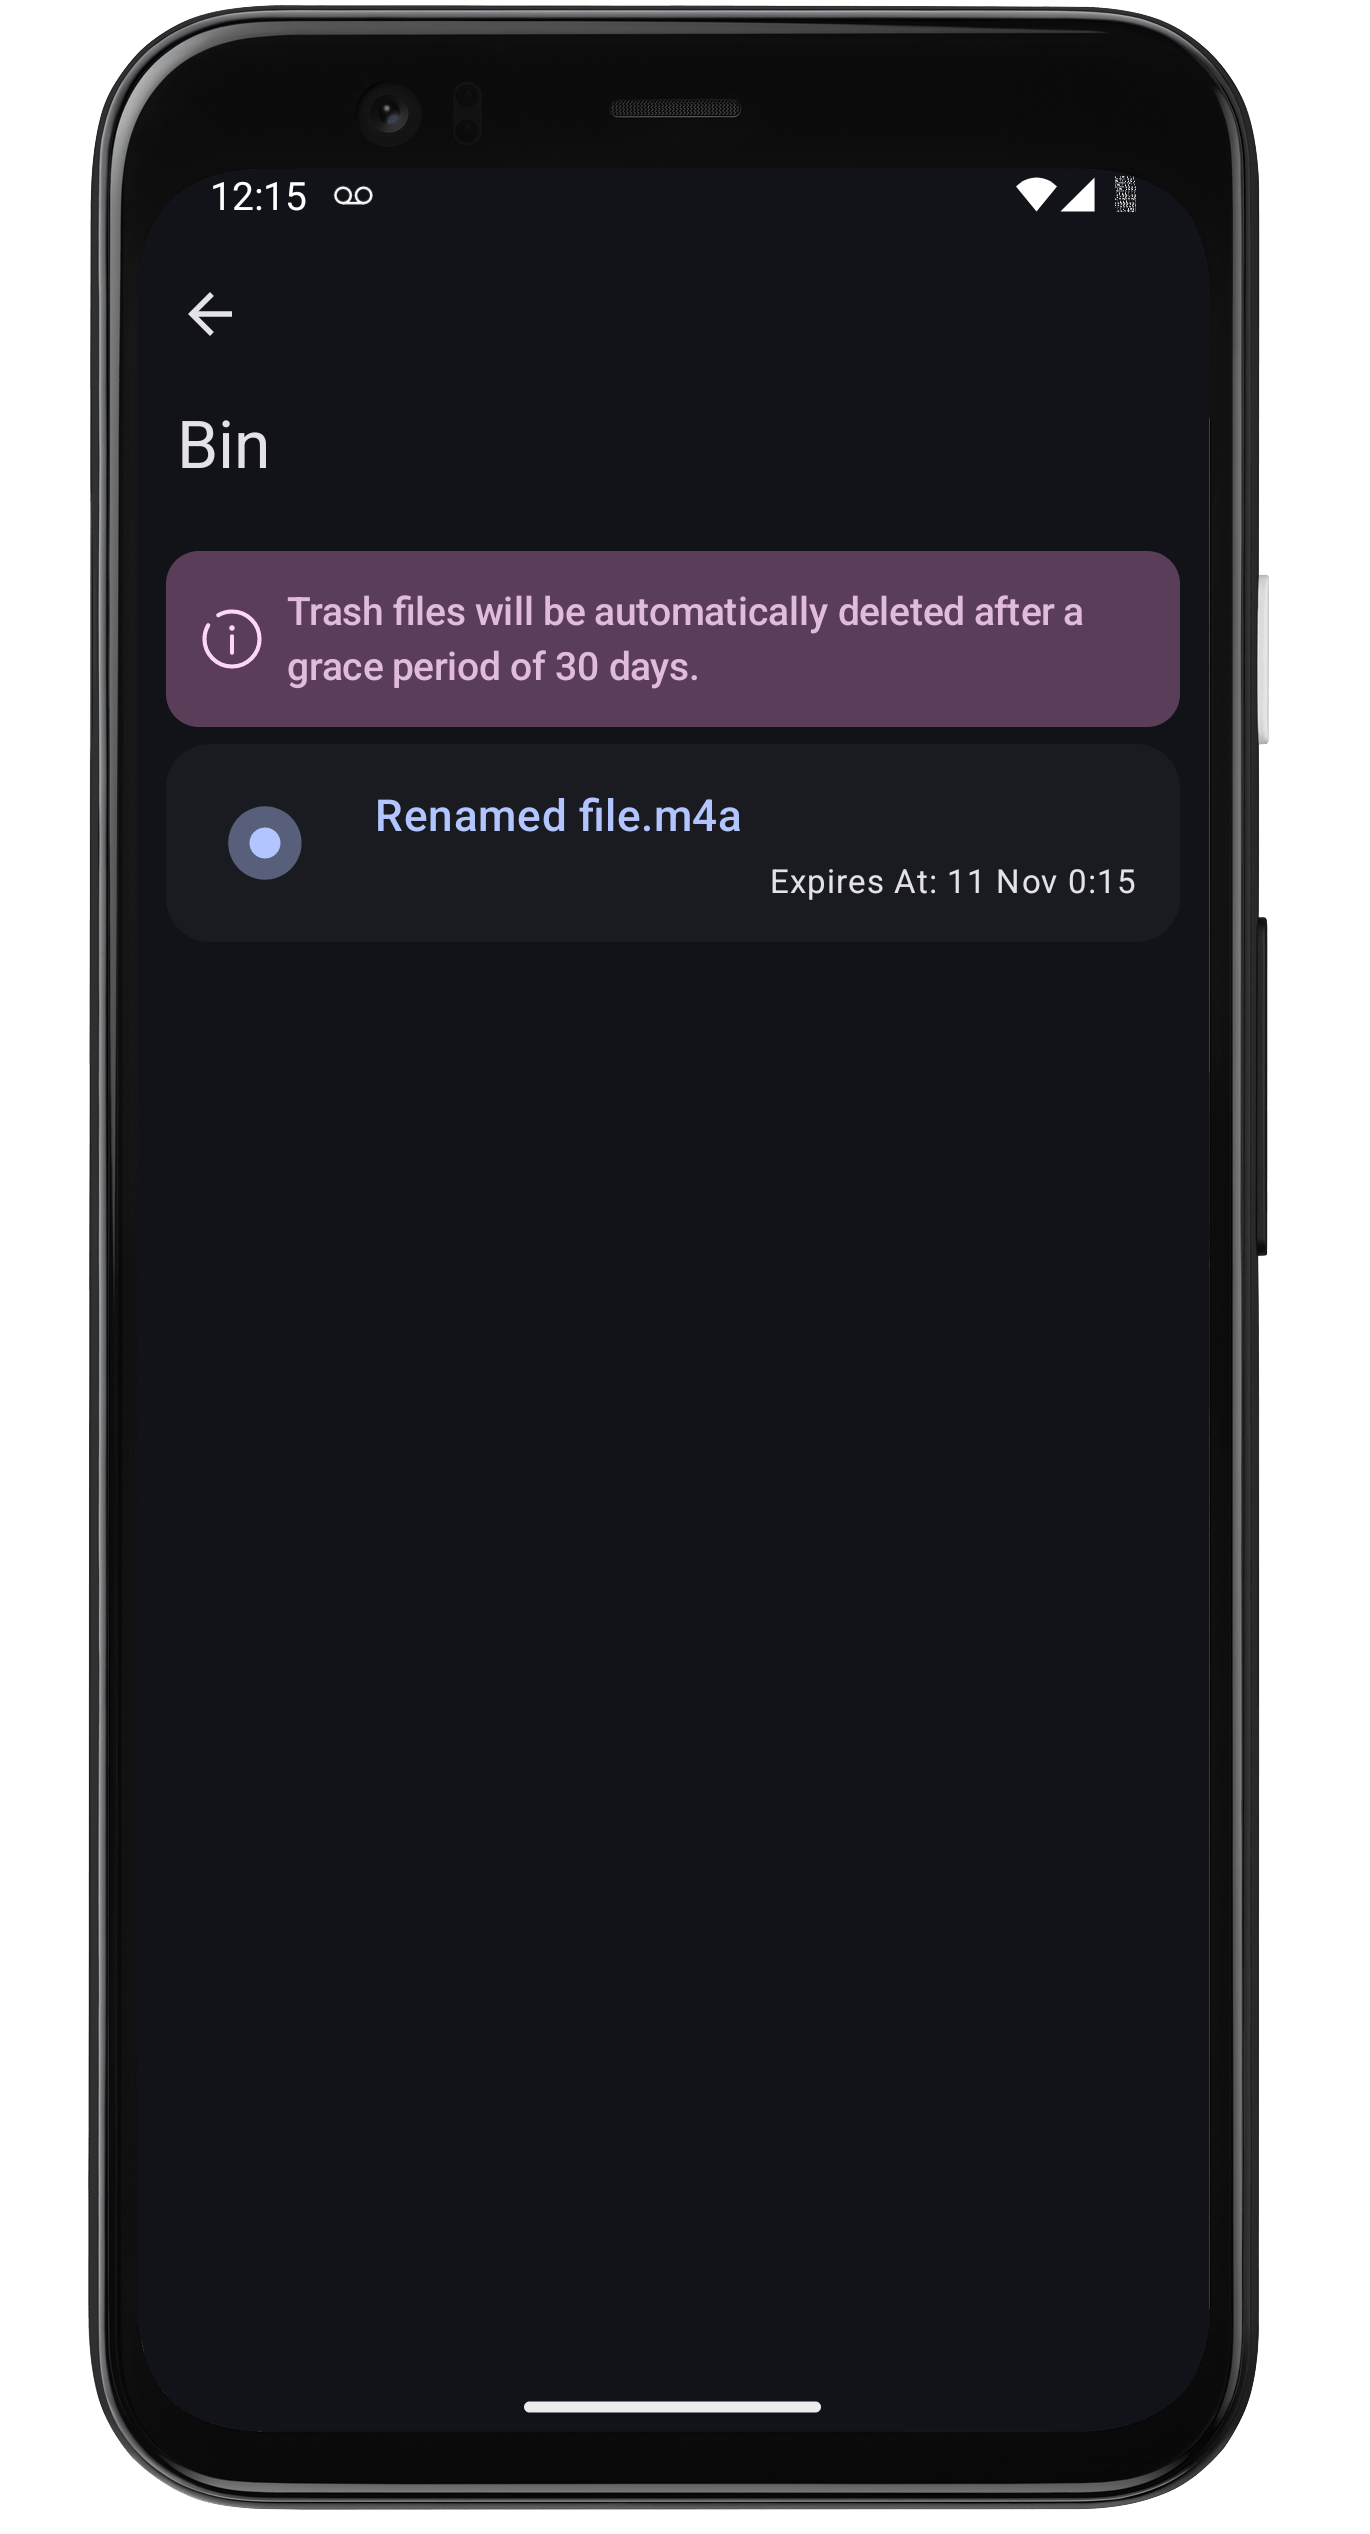 12:15
Bin
Trash files will be automatically deleted after a
grace period of 30 days.
Renamed file.m4a
Expires At: 11 Nov 0:15